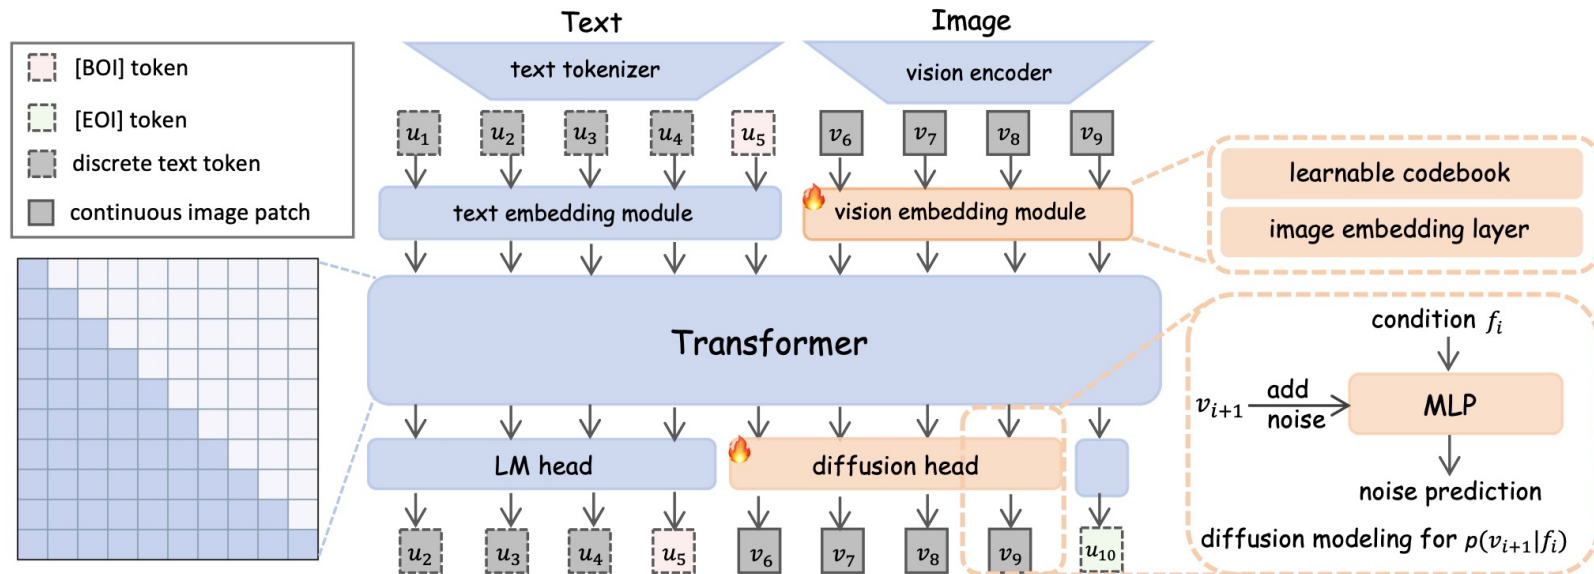 Text
Image
[BOI] token
[EOI] token
discrete text token
continuous image patch
text tokenizer
vision encoder
u₁ u₂ u₃ u₄ u₅ v₆ v₇ v₈ v₉
text embedding module
vision embedding module
learnable codebook
image embedding layer
Transformer
LM head
diffusion head
u₂ u₃ u₄ u₅ v₆ v₇ v₈ v₉ u₁₀
condition fᵢ
vᵢ₊₁
add
noise
MLP
noise prediction
diffusion modeling for p(vᵢ₊₁|fᵢ)